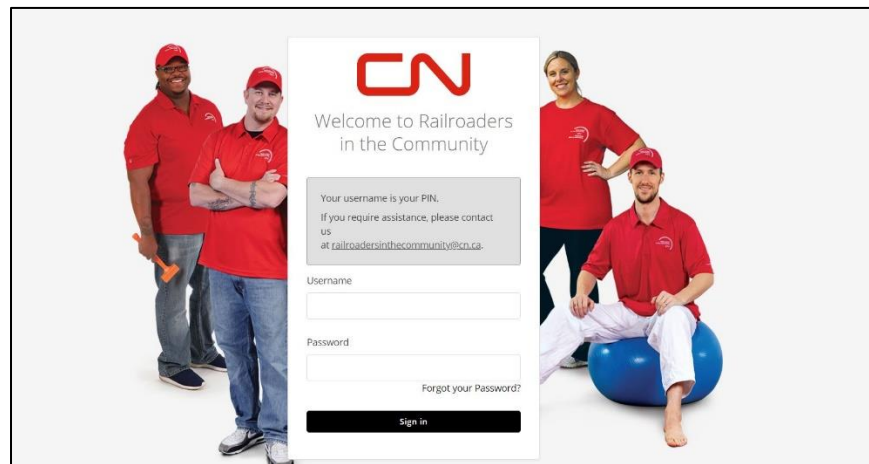 CN
Welcome to Railroaders
in the Community
Your username is your PIN.
If you require assistance, please contact
us
at railroadersinthecommunity@cn.ca.
Username
Password
Forgot your Password?
Sign in